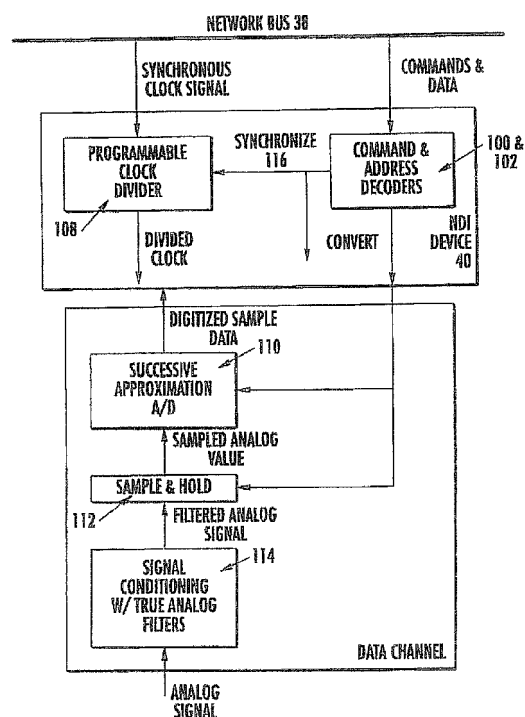 NETWORK BUS 38
SYNCHRONOUS
CLOCK SIGNAL
COMMANDS &
DATA
PROGRAMMABLE
CLOCK
DIVIDER
SYNCHRONIZE
116
COMMAND &
ADDRESS
DECODERS
100 &
102
108
DIVIDED
CLOCK
CONVERT
NDI
DEVICE
40
DIGITIZED SAMPLE
DATA
110
SUCCESSIVE
APPROXIMATION
A/D
SAMPLED ANALOG
VALUE
SAMPLE & HOLD
112
FILTERED ANALOG
SIGNAL
114
SIGNAL
CONDITIONING
W/ TRUE ANALOG
FILTERS
DATA CHANNEL
ANALOG
SIGNAL